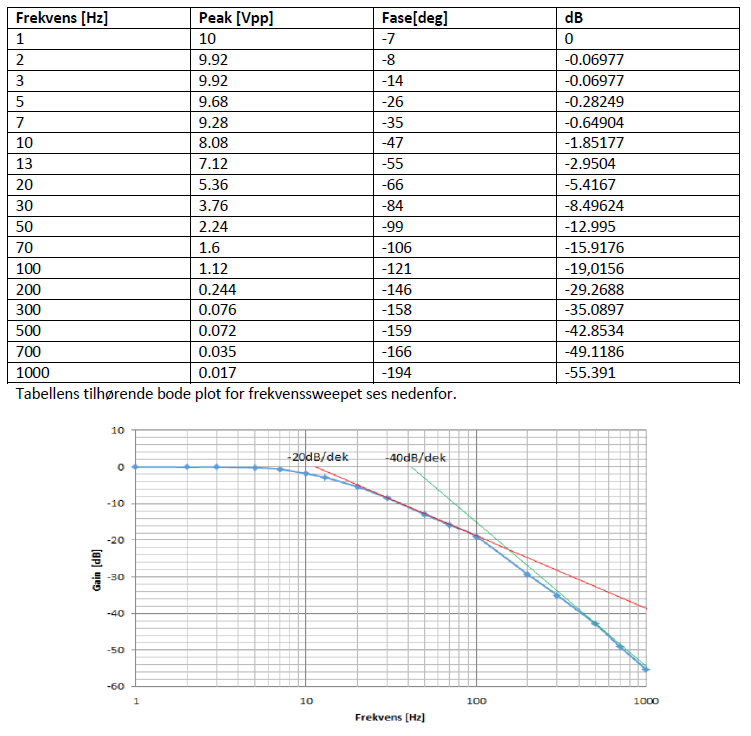 Frekvens [Hz] Peak [Vpp] Fase[deg] dB
1 10 -7 0
2 9.92 -8 -0.06977
3 9.92 -14 -0.06977
5 9.68 -26 -0.28249
7 9.28 -35 -0.64904
10 8.08 -47 -1.85177
13 7.12 -55 -2.9504
20 5.36 -66 -5.4167
30 3.76 -84 -8.49624
50 2.24 -99 -12.995
70 1.6 -106 -15.9176
100 1.12 -121 -19,0156
200 0.244 -146 -29.2688
300 0.076 -158 -35.0897
500 0.072 -159 -42.8534
700 0.035 -166 -49.1186
1000 0.017 -194 -55.391
Tabellens tilhørende bode plot for frekvenssweepet ses nedenfor.
10
-20dB/dek -40dB/dek
0
-10
-20
Gain [dB]
-30
-40
-50
-60
1 10 100 1000
Frekvens [Hz]